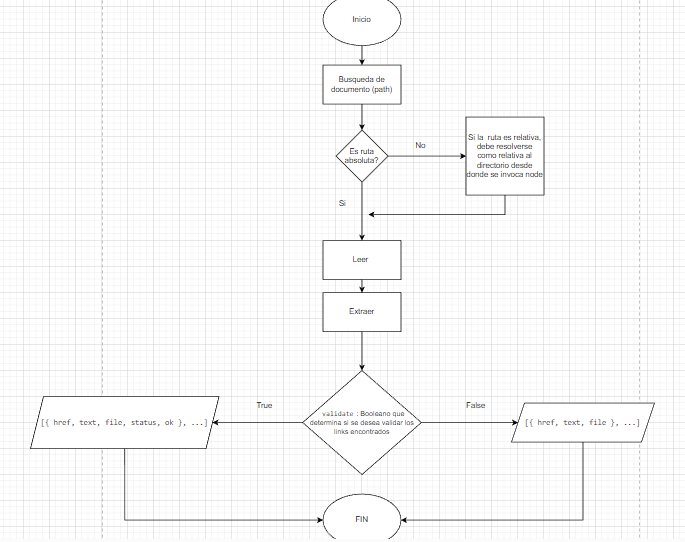 Inicio
Busqueda de
documento (path)
Es ruta
absoluta?
No
Si la ruta es relativa,
debe resolverse
como relativa al
directorio desde
donde se invoca node
Si
Leer
Extraer
validate : Booleano que
determina si se desea validar los
links encontrados
True
False
[{ href, text, file, status, ok }, ...]
[{ href, text, file }, ...]
FIN